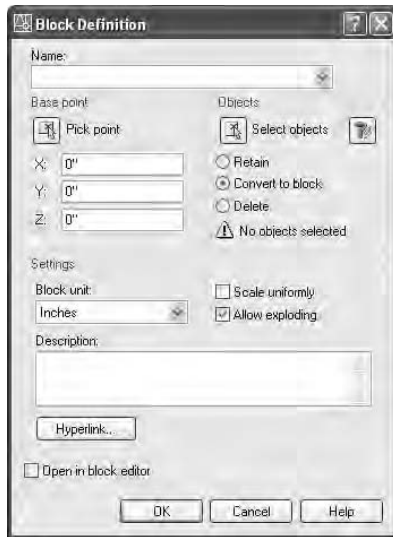 Block Definition
Name:
Base point
Pick point
X: 0"
Y: 0"
Z: 0"
Objects
Select objects
Retain
Convert to block
Delete
No objects selected
Settings
Block unit:
Inches
Scale uniformly
Allow exploding
Description:
Hyperlink...
Open in block editor
OK
Cancel
Help